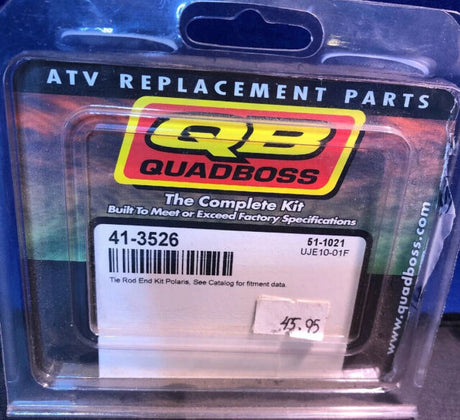 ATV REPLACEMENT PARTS
QB
QUADBOSS
The Complete Kit
Built To Meet or Exceed Factory Specifications
www.quadboss.com
41-3526
51-1021
UJE10-01F
Tie Rod End Kit Polaris, See Catalog for fitment data.
45.95